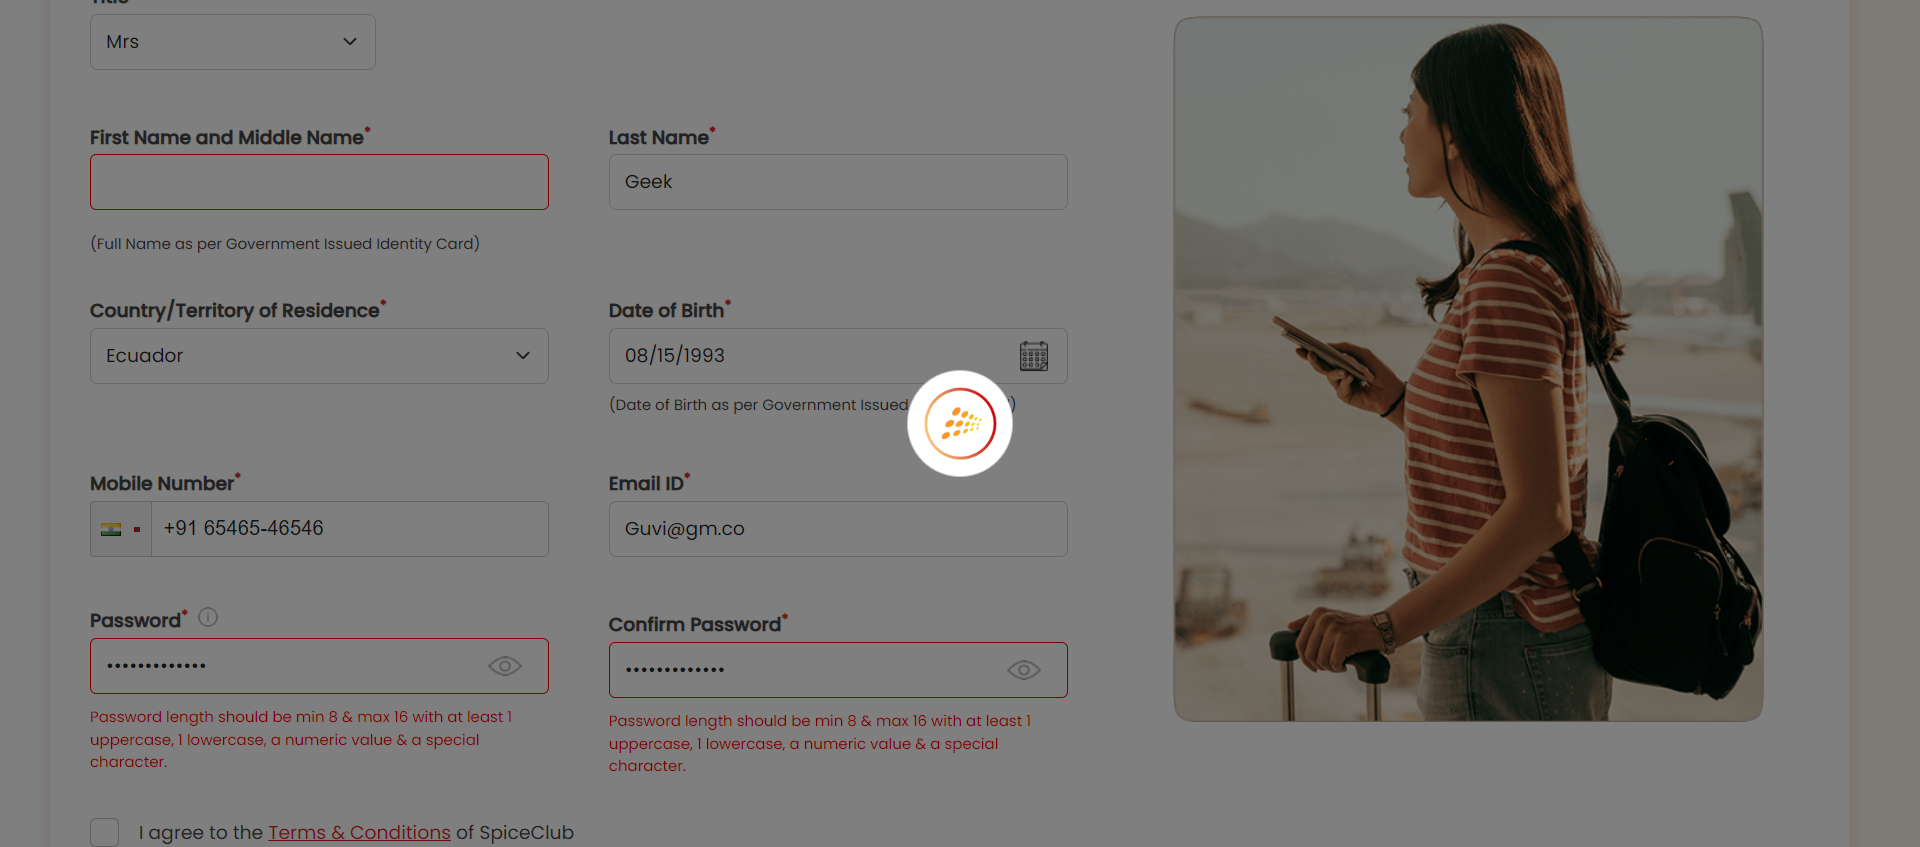 Mrs
First Name and Middle Name*
Last Name*
Geek
(Full Name as per Government Issued Identity Card)
Country/Territory of Residence*
Date of Birth*
Ecuador
08/15/1993
(Date of Birth as per Government Issued
)
Mobile Number*
Email ID*
+91 65465-46546
Guvi@gm.co
Password*
Confirm Password*
•••••••••••••
•••••••••••••
Password length should be min 8 & max 16 with at least 1
uppercase, 1 lowercase, a numeric value & a special
character.
Password length should be min 8 & max 16 with at least 1
uppercase, 1 lowercase, a numeric value & a special
character.
I agree to the Terms & Conditions of SpiceClub